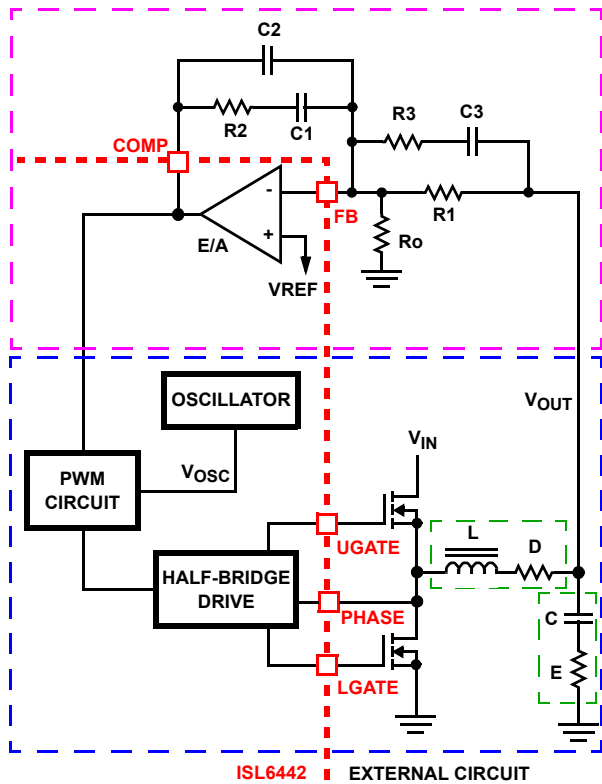 C2
R2
C1
R3
C3
COMP
-
+
E/A
FB
R1
Ro
VREF
OSCILLATOR
VOUT
VIN
PWM
CIRCUIT
VOSC
UGATE
L
D
HALF-BRIDGE
DRIVE
PHASE
C
E
LGATE
ISL6442
EXTERNAL CIRCUIT